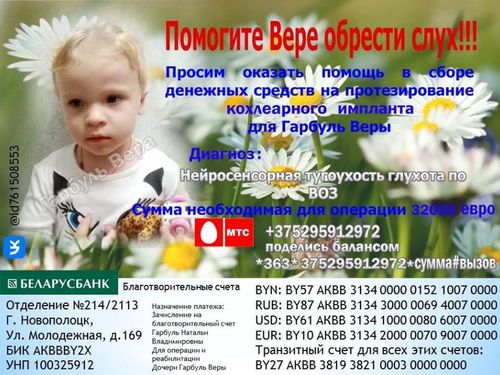 Помогите Вере обрести слух!!!
Просим оказать помощь в сборе
денежных средств на протезирование
кохлеарного импланта
для Гарбуль Веры
Диагноз:
Нейросенсорная тугоухость глухота по
ВОЗ
Сумма необходимая для операции 32000 евро
МТС
+375295912972
поделись балансом
*363* 375295912972*сумма#вызов
Гарбуль Вера
@id761508553
БЕЛАРУСБАНК
Благотворительные счета
Отделение №214/2113
Г. Новополоцк,
Ул. Молодежная, д.169
БИК AKBBBY2X
УНП 100325912
Назначение платежа:
Зачисление на
благотворительный счет
Гарбуль Натальи
Владимировны
Для операции и
реабилитации
Дочери Гарбуль Веры
BYN: BY57 AKBB 3134 0000 0152 1007 0000
RUB: BY87 AKBB 3134 3000 0069 4007 0000
USD: BY61 AKBB 3134 1000 0080 6007 0000
EUR: BY10 AKBB 3134 2000 0070 9007 0000
Транзитный счет для всех этих счетов:
BY27 AKBB 3819 3821 0003 0000 0000